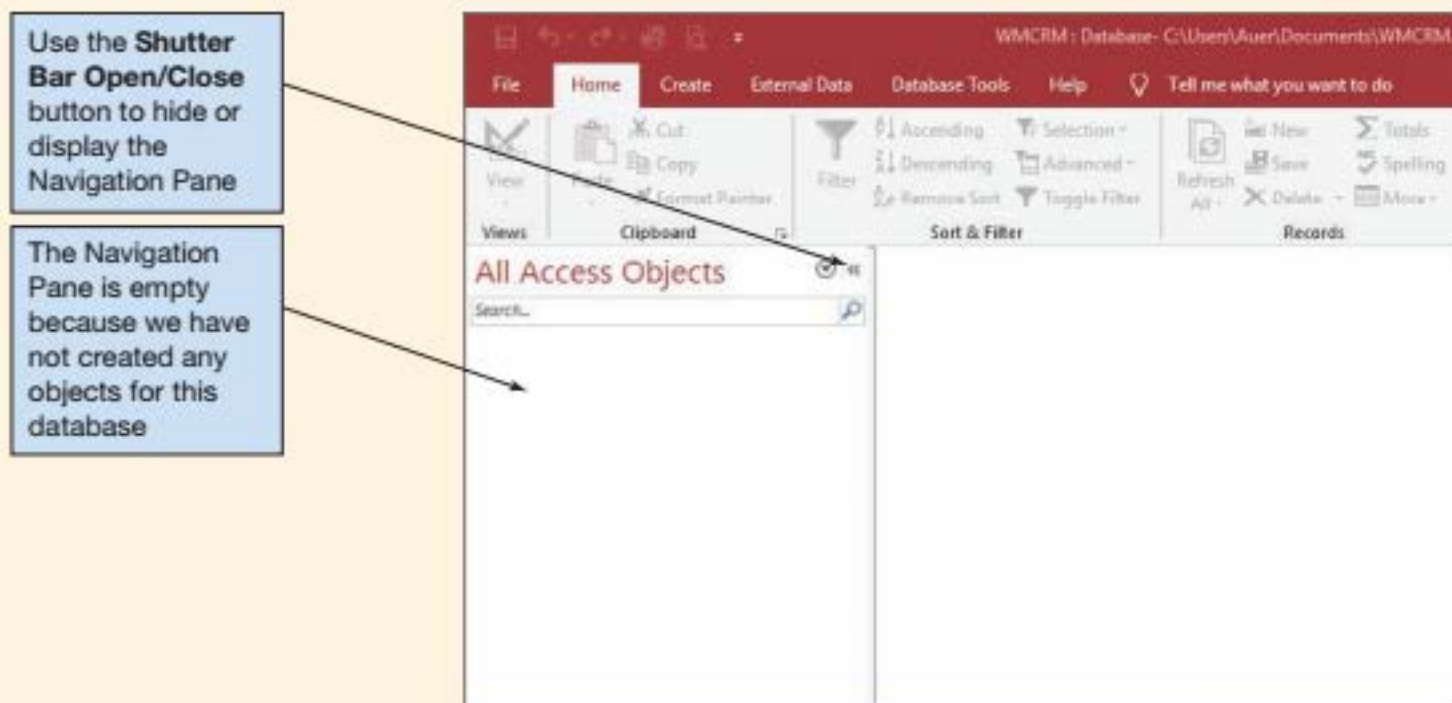 Use the Shutter
Bar Open/Close
button to hide or
display the
Navigation Pane
The Navigation
Pane is empty
because we have
not created any
objects for this
database
WMCRM : Database- C:\Users\Auer\Documents\WMCRM.
File Home Create External Data Database Tools Help Tell me what you want to do
Cut Ascending Selection New Totals
Copy Descending Advanced Save Spelling
View Paste Format Painter Filter Remove Sort Toggle Filter Refresh All Delete More
Views Clipboard Sort & Filter Records
All Access Objects
Search...